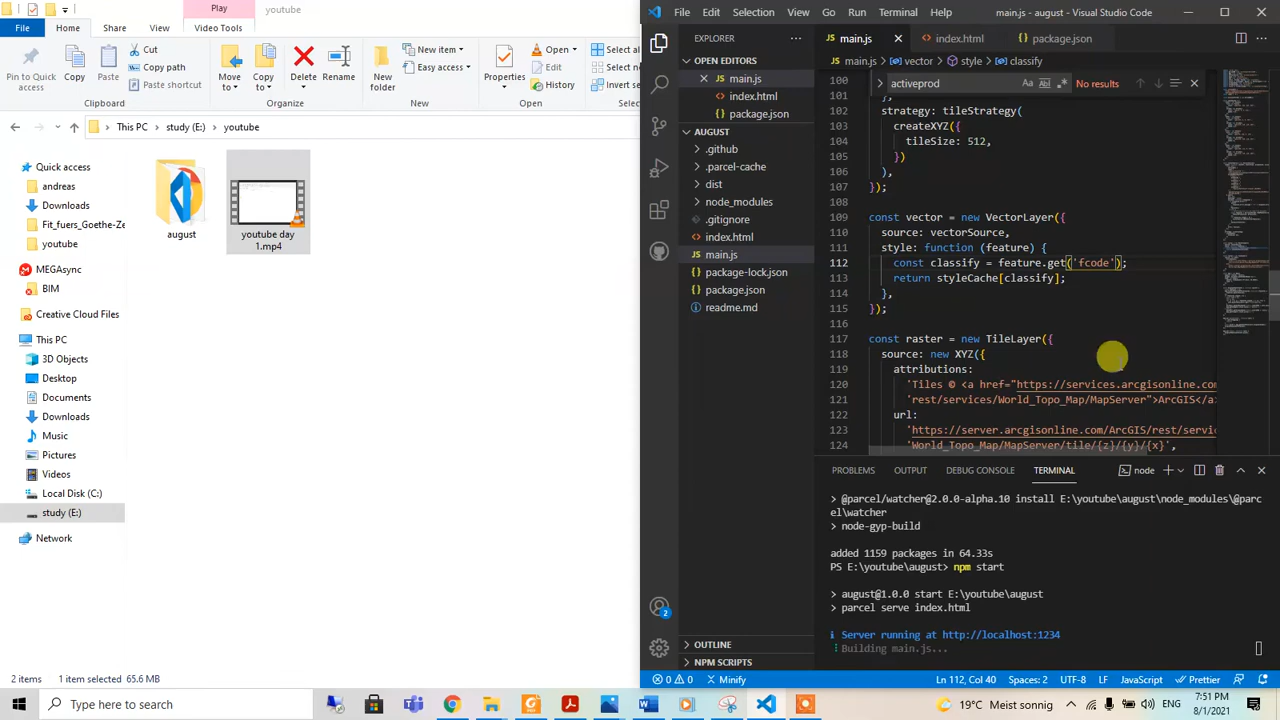 Play
youtube
File
Home
Share
View
Video Tools
Pin to Quick access
Copy
Paste
Cut
Copy path
Paste shortcut
Clipboard
Move to
Copy to
Delete
Rename
Organize
New folder
New item
Easy access
New
Properties
Open
Edit
History
Open
Select al
Select no
Invert sele
This PC
study (E:)
youtube
Quick access
andreas
Downloads
Fit_fuers_Goethe-Ze
youtube
MEGAsync
BIM
Creative Cloud Files
This PC
3D Objects
Desktop
Documents
Downloads
Music
Pictures
Videos
Local Disk (C:)
study (E:)
Network
august
youtube day 1.mp4
2 items
1 item selected 65.6 MB
File Edit Selection View Go Run Terminal Help
main.js - august - Visual Studio Code
EXPLORER
OPEN EDITORS
main.js
index.html
package.json
AUGUST
.github
.parcel-cache
dist
node_modules
.gitignore
index.html
main.js
package-lock.json
package.json
readme.md
OUTLINE
NPM SCRIPTS
main.js
index.html
package.json
main.js > vector > style > classify
activeprod
Aa Ab| .*
No results
100
101 },
102 strategy: tileStrategy(
103 createXYZ({
104 tileSize: 512,
105 })
106 ),
107 });
108
109 const vector = new VectorLayer({
110 source: vectorSource,
111 style: function (feature) {
112 const classify = feature.get('fcode');
113 return styleCache[classify];
114 },
115 });
116
117 const raster = new TileLayer({
118 source: new XYZ({
119 attributions:
120 'Tiles © <a href="https://services.arcgisonline.com
121 'rest/services/World_Topo_Map/MapServer">ArcGIS</a
122 url:
123 'https://server.arcgisonline.com/ArcGIS/rest/servic
124 'World_Topo_Map/MapServer/tile/{z}/{y}/{x}',
PROBLEMS OUTPUT DEBUG CONSOLE TERMINAL
node
> @parcel/watcher@2.0.0-alpha.10 install E:\youtube\august\node_modules\@parc
el\watcher
> node-gyp-build
added 1159 packages in 64.33s
PS E:\youtube\august> npm start
> august@1.0.0 start E:\youtube\august
> parcel serve index.html
i Server running at http://localhost:1234
Building main.js...
2
0 0 Minify
Ln 112, Col 40
Spaces: 2
UTF-8
LF
JavaScript
Prettier
Type here to search
19°C Meist sonnig
ENG
7:51 PM
8/1/2021